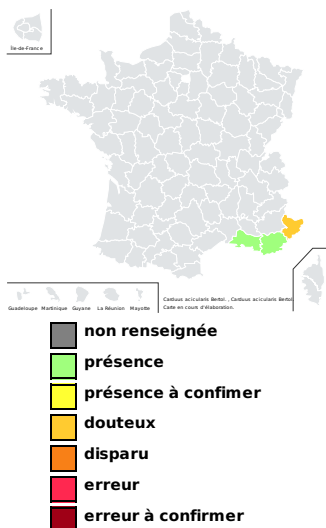 Île-de-France
Guadeloupe Martinique Guyane La Réunion Mayotte
Carduus acicularis Bertol. , Carduus acicularis Bertol
Carte en cours d'élaboration.
non renseignée
présence
présence à confimer
douteux
disparu
erreur
erreur à confirmer